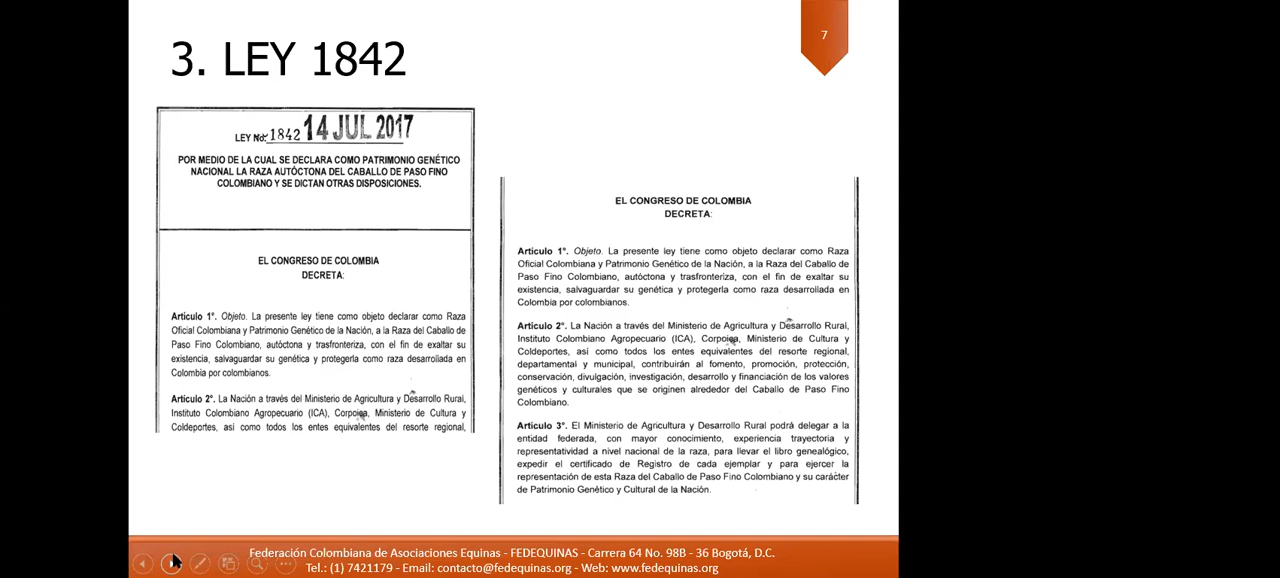 7
3. LEY 1842
LEY No. 1842 14 JUL 2017
POR MEDIO DE LA CUAL SE DECLARA COMO PATRIMONIO GENÉTICO
NACIONAL LA RAZA AUTÓCTONA DEL CABALLO DE PASO FINO
COLOMBIANO Y SE DICTAN OTRAS DISPOSICIONES.
EL CONGRESO DE COLOMBIA
DECRETA:
Artículo 1°. Objeto. La presente ley tiene como objeto declarar como Raza
Oficial Colombiana y Patrimonio Genético de la Nación, a la Raza del Caballo de
Paso Fino Colombiano, autóctona y trasfronteriza, con el fin de exaltar su
existencia, salvaguardar su genética y protegerla como raza desarrollada en
Colombia por colombianos.
Artículo 2°. La Nación a través del Ministerio de Agricultura y Desarrollo Rural,
Instituto Colombiano Agropecuario (ICA), Corpoica, Ministerio de Cultura y
Coldeportes, así como todos los entes equivalentes del resorte regional,
EL CONGRESO DE COLOMBIA
DECRETA:
Artículo 1°. Objeto. La presente ley tiene como objeto declarar como Raza
Oficial Colombiana y Patrimonio Genético de la Nación, a la Raza del Caballo de
Paso Fino Colombiano, autóctona y trasfronteriza, con el fin de exaltar su
existencia, salvaguardar su genética y protegerla como raza desarrollada en
Colombia por colombianos.
Artículo 2°. La Nación a través del Ministerio de Agricultura y Desarrollo Rural,
Instituto Colombiano Agropecuario (ICA), Corpoica, Ministerio de Cultura y
Coldeportes, así como todos los entes equivalentes del resorte regional,
departamental y municipal, contribuirán al fomento, promoción, protección,
conservación, divulgación, investigación, desarrollo y financiación de los valores
genéticos y culturales que se originen alrededor del Caballo de Paso Fino
Colombiano.
Artículo 3°. El Ministerio de Agricultura y Desarrollo Rural podrá delegar a la
entidad federada, con mayor conocimiento, experiencia trayectoria y
representatividad a nivel nacional de la raza, para llevar el libro genealógico,
expedir el certificado de Registro de cada ejemplar y para ejercer la
representación de esta Raza del Caballo de Paso Fino Colombiano y su carácter
de Patrimonio Genético y Cultural de la Nación.
Federación Colombiana de Asociaciones Equinas - FEDEQUINAS - Carrera 64 No. 98B - 36 Bogotá, D.C.
Tel.: (1) 7421179 - Email: contacto@fedequinas.org - Web: www.fedequinas.org